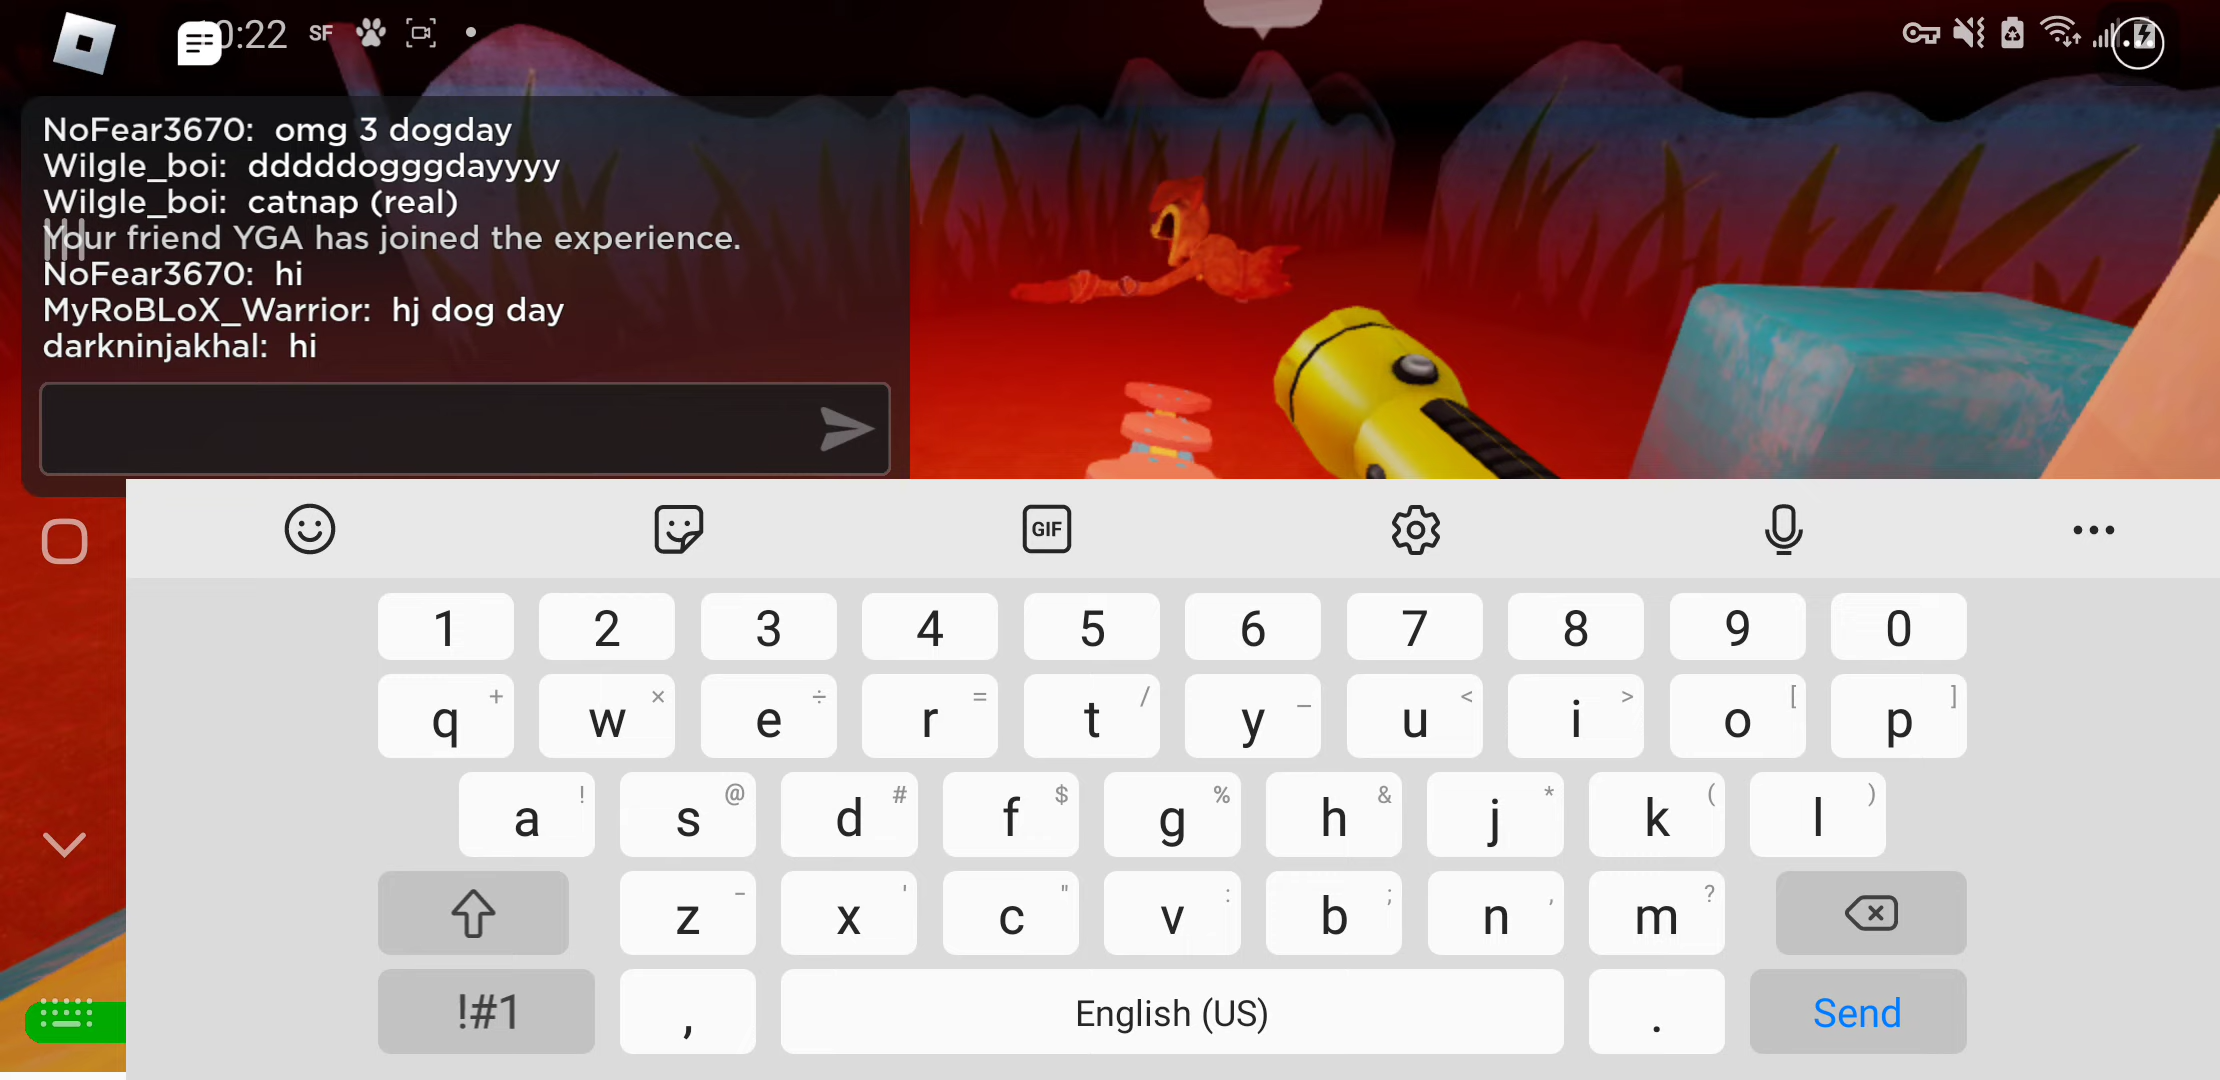 0:22 SF
NoFear3670: omg 3 dogday
Wilgle_boi: dddddogggdayyyy
Wilgle_boi: catnap (real)
Your friend YGA has joined the experience.
NoFear3670: hi
MyRoBLoX_Warrior: hj dog day
darkninjakhal: hi
GIF
1 2 3 4 5 6 7 8 9 0
+ × ÷ = / _ < > [ ]
q w e r t y u i o p
! @ # $ % & * ( )
a s d f g h j k l
- ' " : ; , ?
z x c v b n m
!#1 , English (US) . Send